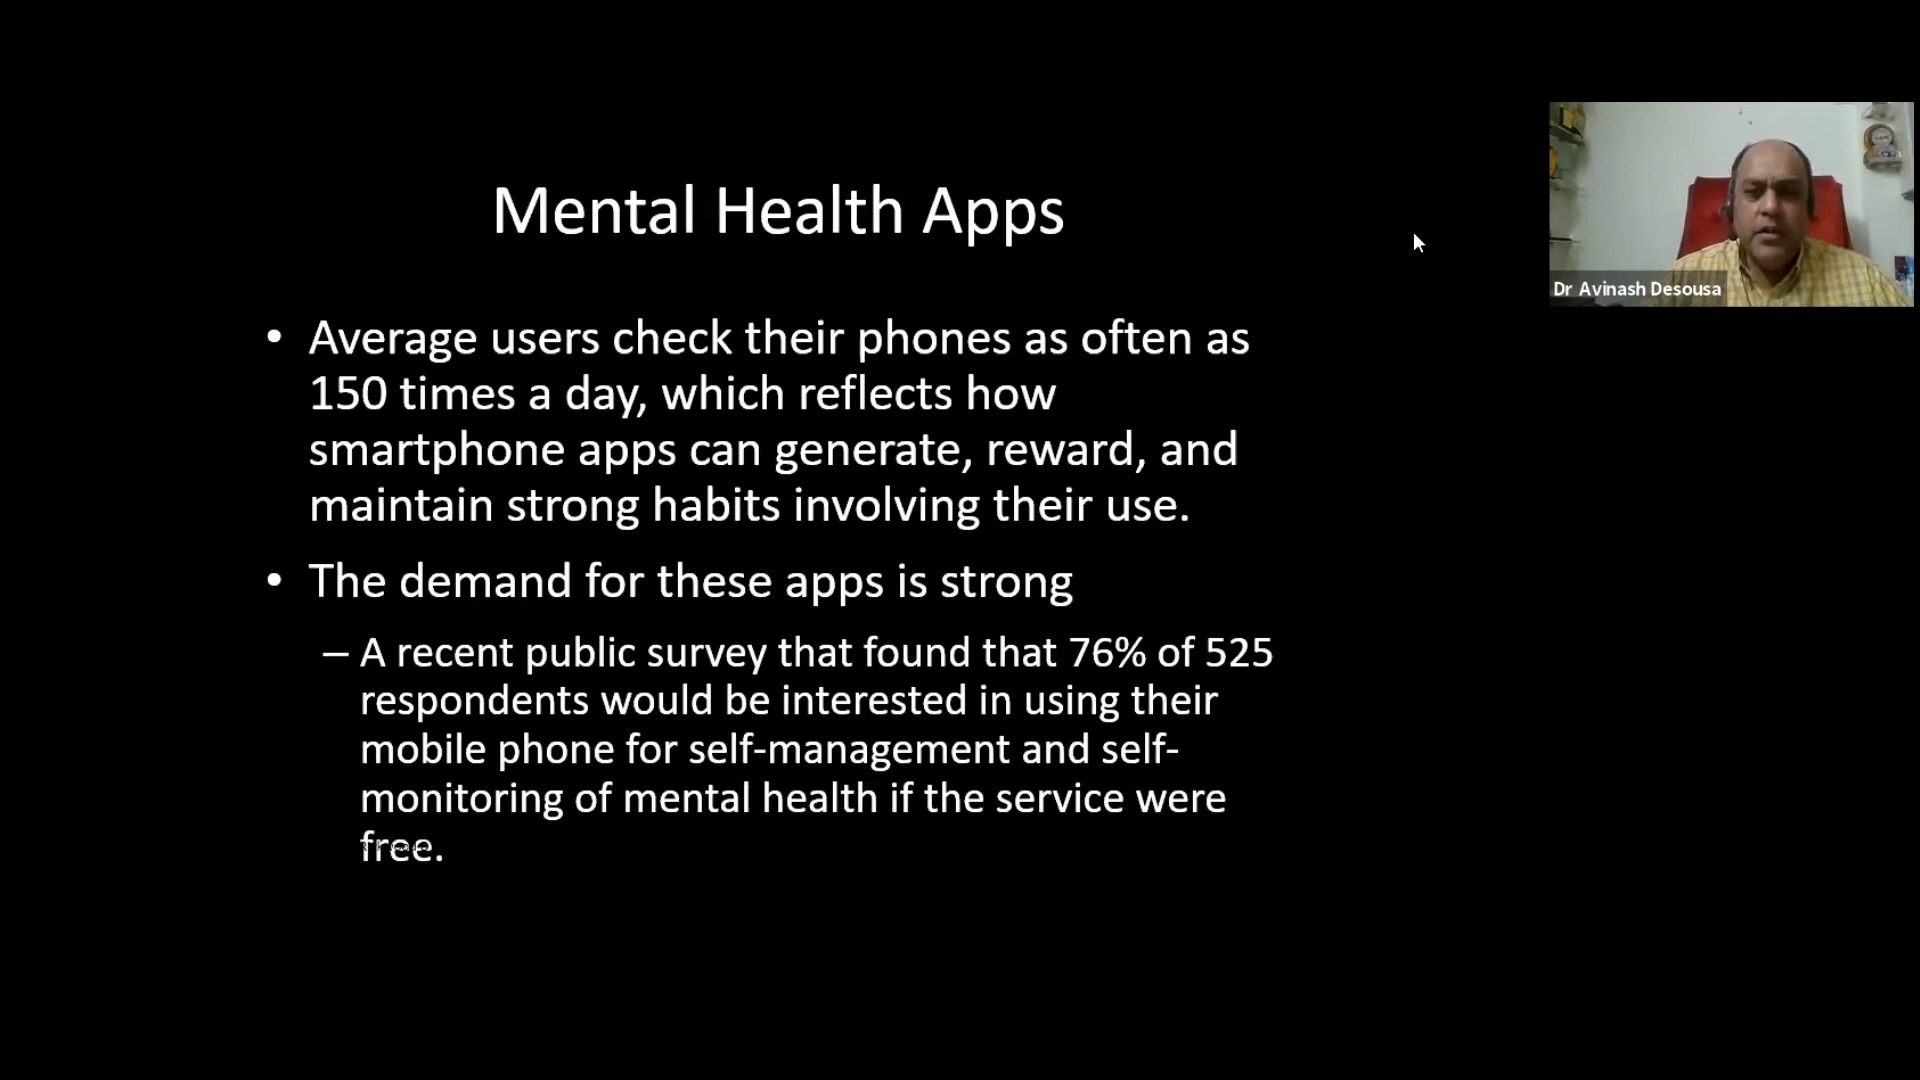 Mental Health Apps
Dr Avinash Desousa
• Average users check their phones as often as
150 times a day, which reflects how
smartphone apps can generate, reward, and
maintain strong habits involving their use.
• The demand for these apps is strong
– A recent public survey that found that 76% of 525
respondents would be interested in using their
mobile phone for self-management and self-
monitoring of mental health if the service were
free.